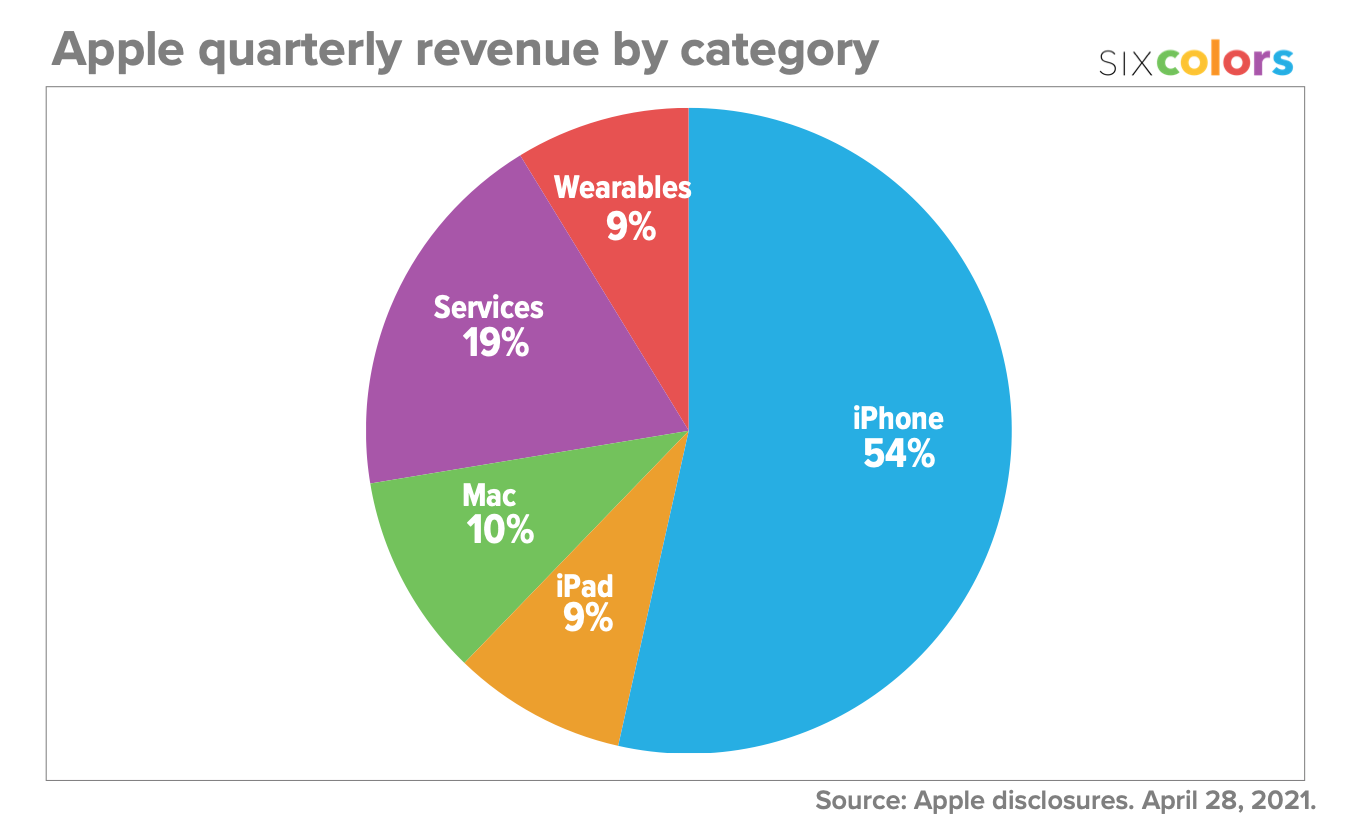 Apple quarterly revenue by category
SIXcolors
Wearables
9%
Services
19%
iPhone
54%
Mac
10%
iPad
9%
Source: Apple disclosures. April 28, 2021.